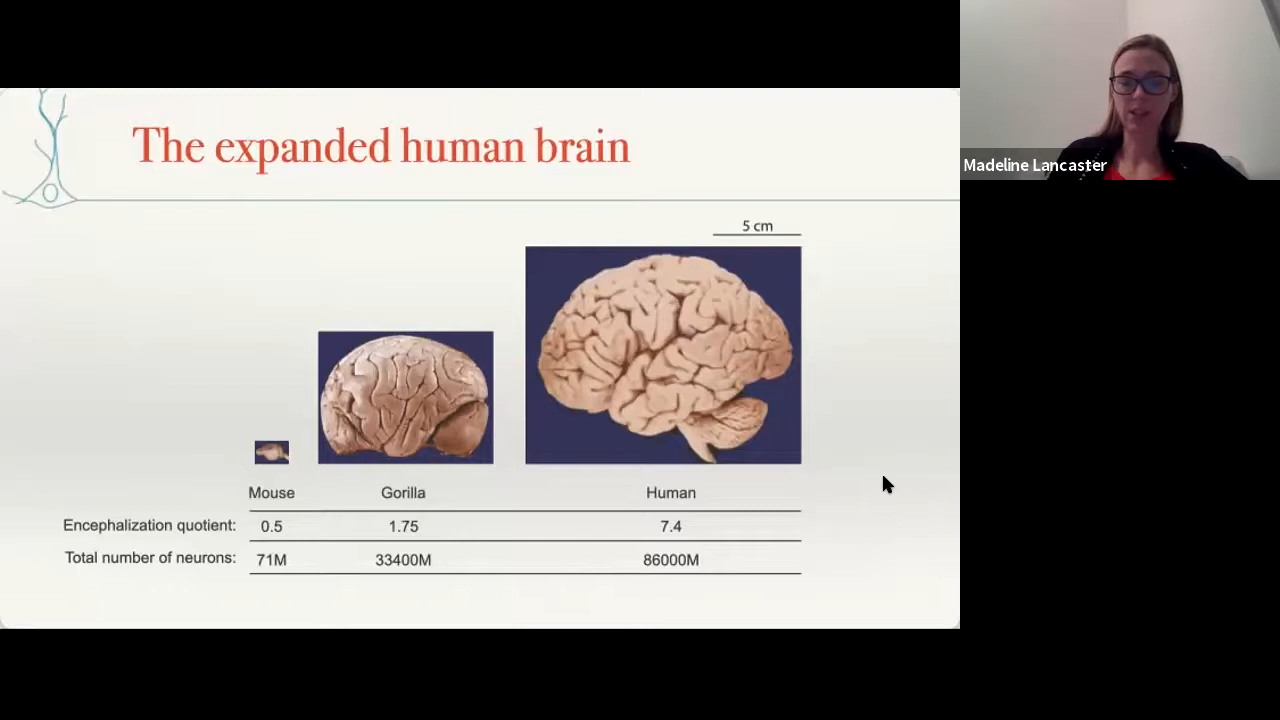 The expanded human brain
Madeline Lancaster
5 cm
Mouse Gorilla Human
Encephalization quotient: 0.5 1.75 7.4
Total number of neurons: 71M 33400M 86000M